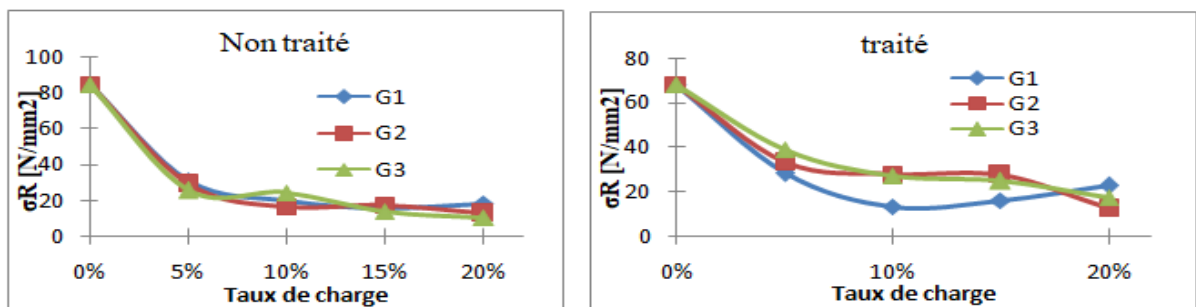 Non traité
σR [N/mm2]
100
80
60
40
20
0
G1
G2
G3
0% 5% 10% 15% 20%
Taux de charge
traité
σR [N/mm2]
80
60
40
20
0
G1
G2
G3
0% 10% 20%
Taux de charge